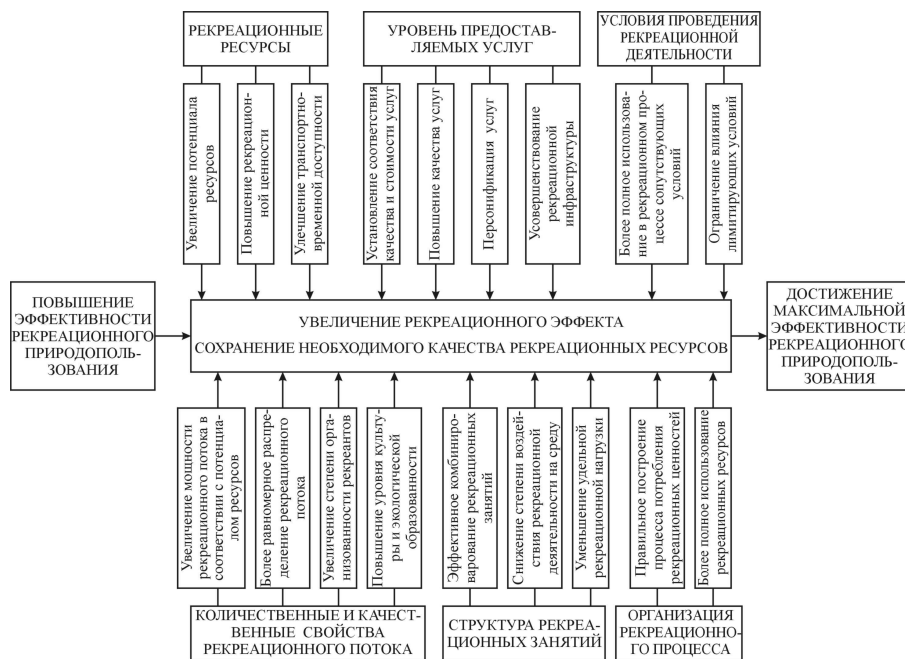 РЕКРЕАЦИОННЫЕ
РЕСУРСЫ
УРОВЕНЬ ПРЕДОСТАВ-
ЛЯЕМЫХ УСЛУГ
УСЛОВИЯ ПРОВЕДЕНИЯ
РЕКРЕАЦИОННОЙ
ДЕЯТЕЛЬНОСТИ
Увеличение потенциала
ресурсов
Повышение рекреацион-
ной ценности
Улечшение транспортно-
временной доступности
Установление соответствия
качества и стоимости услуг
Повышение качества услуг
Персонификация услуг
Усовершенствование
рекреационной
инфраструктуры
Более полное использова-
ние в рекреационном про-
цессе сопутствующих
условий
Ограничение влияния
лимитирующих условий
ПОВЫШЕНИЕ
ЭФФЕКТИВНОСТИ
РЕКРЕАЦИОННОГО
ПРИРОДОПОЛЬ-
ЗОВАНИЯ
УВЕЛИЧЕНИЕ РЕКРЕАЦИОННОГО ЭФФЕКТА
СОХРАНЕНИЕ НЕОБХОДИМОГО КАЧЕСТВА РЕКРЕАЦИОННЫХ РЕСУРСОВ
ДОСТИЖЕНИЕ
МАКСИМАЛЬНОЙ
ЭФФЕКТИВНОСТИ
РЕКРЕАЦИОННОГО
ПРИРОДОПОЛЬ-
ЗОВАНИЯ
Увеличение мощности
рекреационного потока в
соответствии с потенциа-
лом ресурсов
Более равномерное распре-
деление рекреационного
потока
Увеличение степени орга-
низованности рекреантов
Повышение уровня культу-
ры и экологической
образованности
Эффективное комбиниро-
варование рекреационных
занятий
Снижение степени воздей-
ствия рекреационной
деятельности на среду
Уменьшение удельной
рекреационной нагрузки
Правильное построение
процесса потребления
рекреационных ценностей
Более полное использование
рекреационных ресурсов
КОЛИЧЕСТВЕННЫЕ И КАЧЕСТ-
ВЕННЫЕ СВОЙСТВА
РЕКРЕАЦИОННОГО ПОТОКА
СТРУКТУРА РЕКРЕА-
ЦИОННЫХ ЗАНЯТИЙ
ОРГАНИЗАЦИЯ
РЕКРЕАЦИОННО-
ГО ПРОЦЕССА